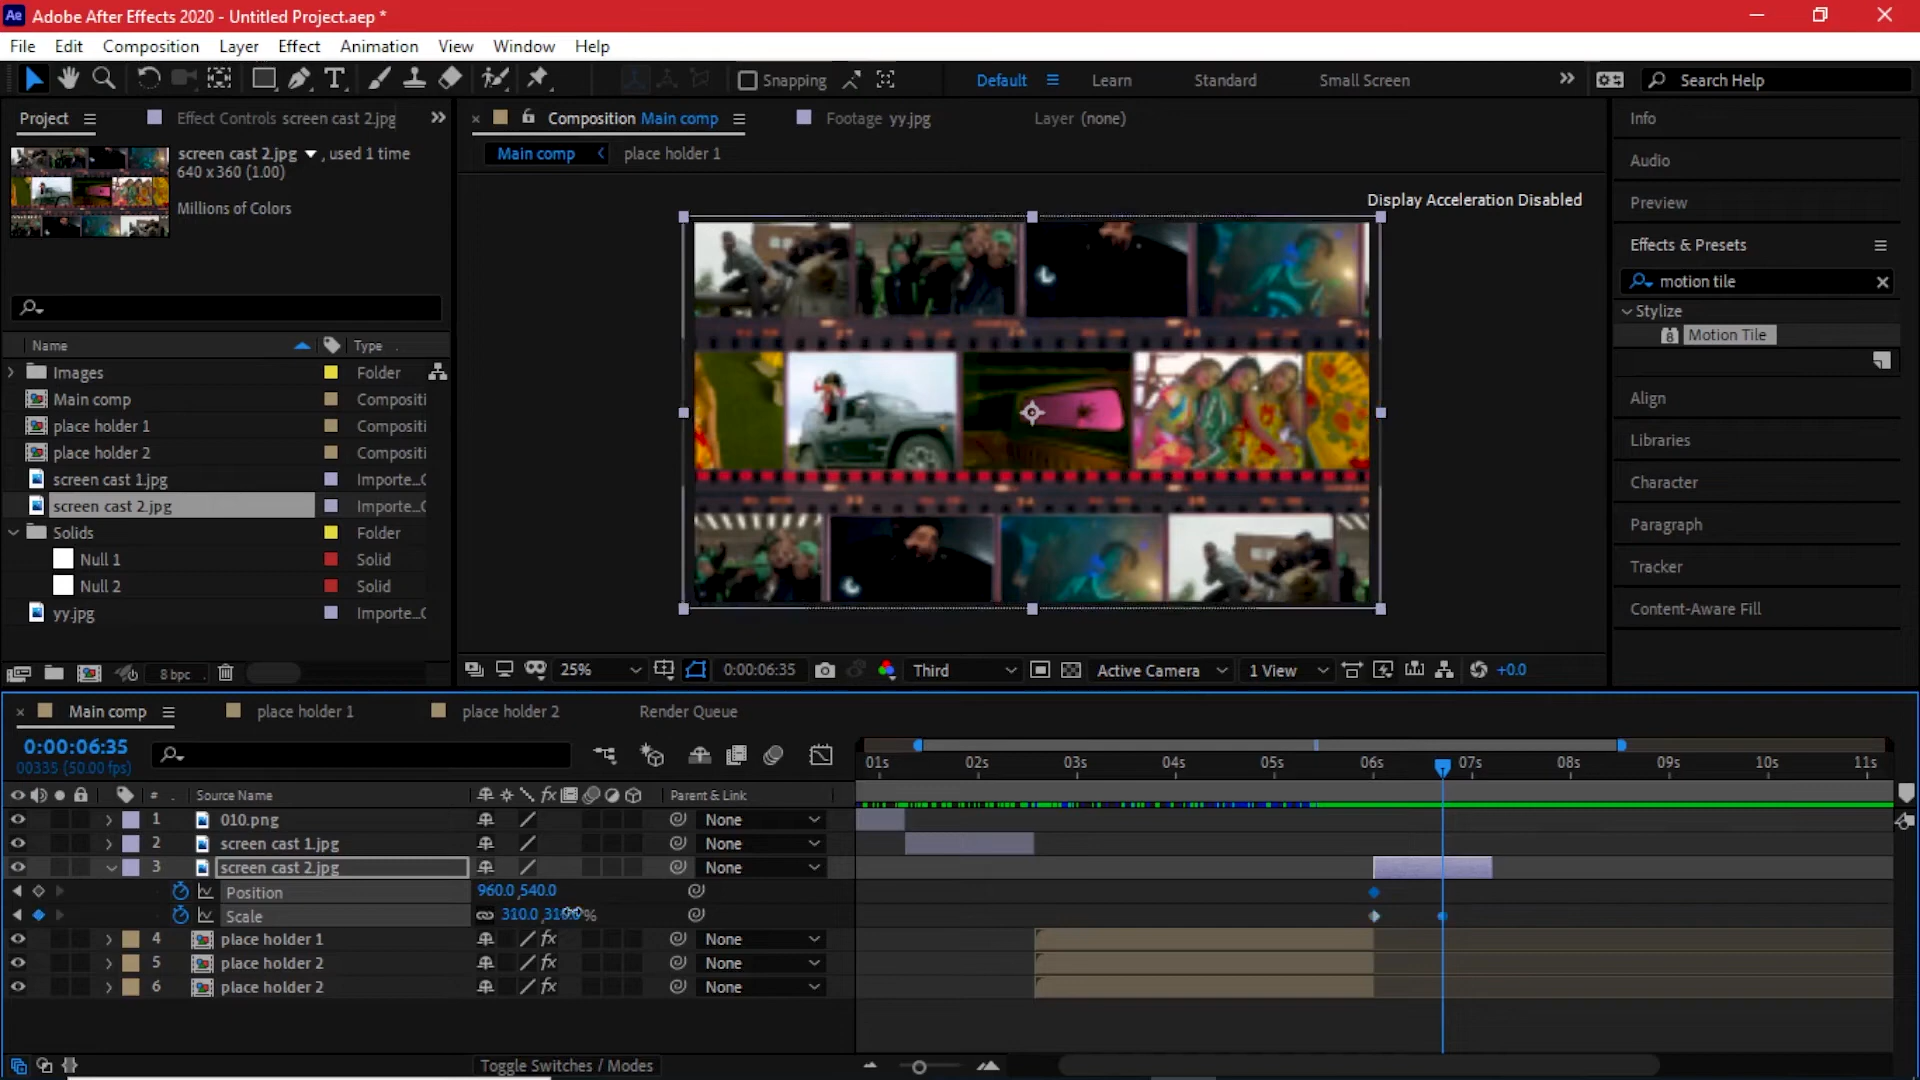 Ae Adobe After Effects 2020 - Untitled Project.aep *
File Edit Composition Layer Effect Animation View Window Help
Snapping Default Learn Standard Small Screen Search Help
Project Effect Controls screen cast 2.jpg
Composition Main comp Footage yy.jpg Layer (none)
Main comp place holder 1
screen cast 2.jpg , used 1 time
640 x 360 (1.00)
Millions of Colors
Display Acceleration Disabled
Info
Audio
Preview
Effects & Presets
motion tile
Stylize
Motion Tile
Align
Libraries
Character
Paragraph
Tracker
Content-Aware Fill
Name Type
Images Folder
Main comp Compositi
place holder 1 Compositi
place holder 2 Compositi
screen cast 1.jpg Importe...C
screen cast 2.jpg Importe...C
Solids Folder
Null 1 Solid
Null 2 Solid
yy.jpg Importe...C
8 bpc
25% 0:00:06:35 Third Active Camera 1 View +0.0
Main comp place holder 1 place holder 2 Render Queue
0:00:06:35
00335 (50.00 fps)
01s 02s 03s 04s 05s 06s 07s 08s 09s 10s 11s
# . Source Name fx Parent & Link
1 010.png None
2 screen cast 1.jpg None
3 screen cast 2.jpg None
Position 960.0 ,540.0
Scale 310.0 ,310.0 %
4 place holder 1 fx None
5 place holder 2 fx None
6 place holder 2 fx None
Toggle Switches / Modes